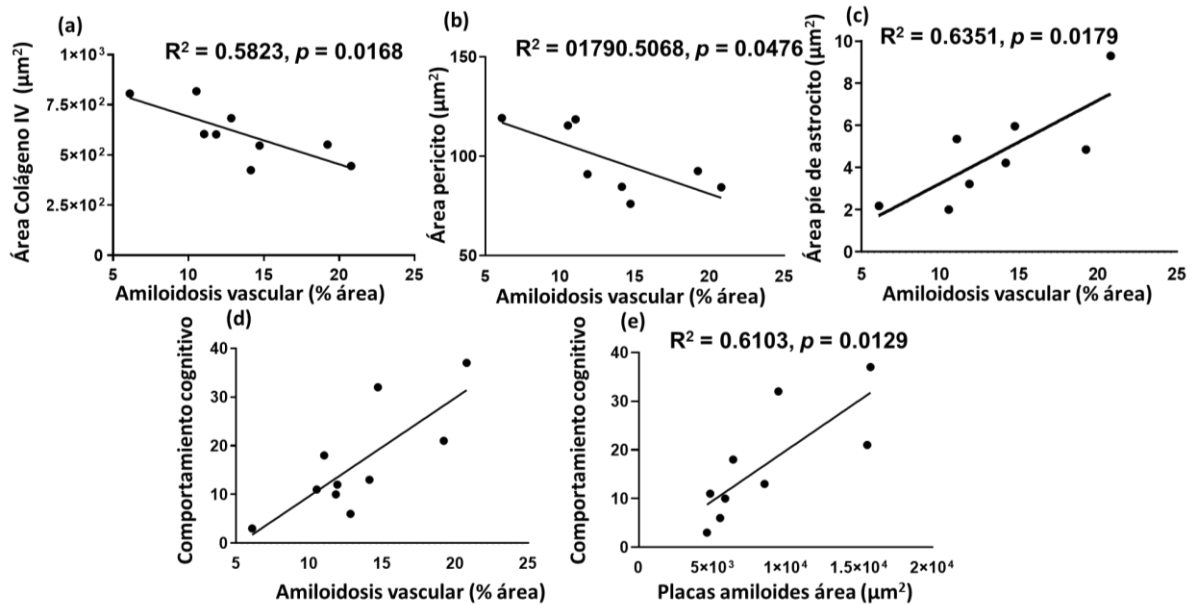 (a)
R² = 0.5823, p = 0.0168
Área Colágeno IV (µm²)
1×10³
7.5×10²
5×10²
2.5×10²
0
5 10 15 20 25
Amiloidosis vascular (% área)
(b)
R² = 01790.5068, p = 0.0476
Área pericito (µm²)
150
100
50
5 10 15 20 25
Amiloidosis vascular (% área)
(c)
R² = 0.6351, p = 0.0179
Área píe de astrocito (µm²)
10
8
6
4
2
0
5 10 15 20 25
Amiloidosis vascular (% área)
(d)
Comportamiento cognitivo
40
30
20
10
0
5 10 15 20 25
Amiloidosis vascular (% área)
(e)
R² = 0.6103, p = 0.0129
Comportamiento cognitivo
40
30
20
10
0
0 5×10³ 1×10⁴ 1.5×10⁴ 2×10⁴
Placas amiloides área (µm²)